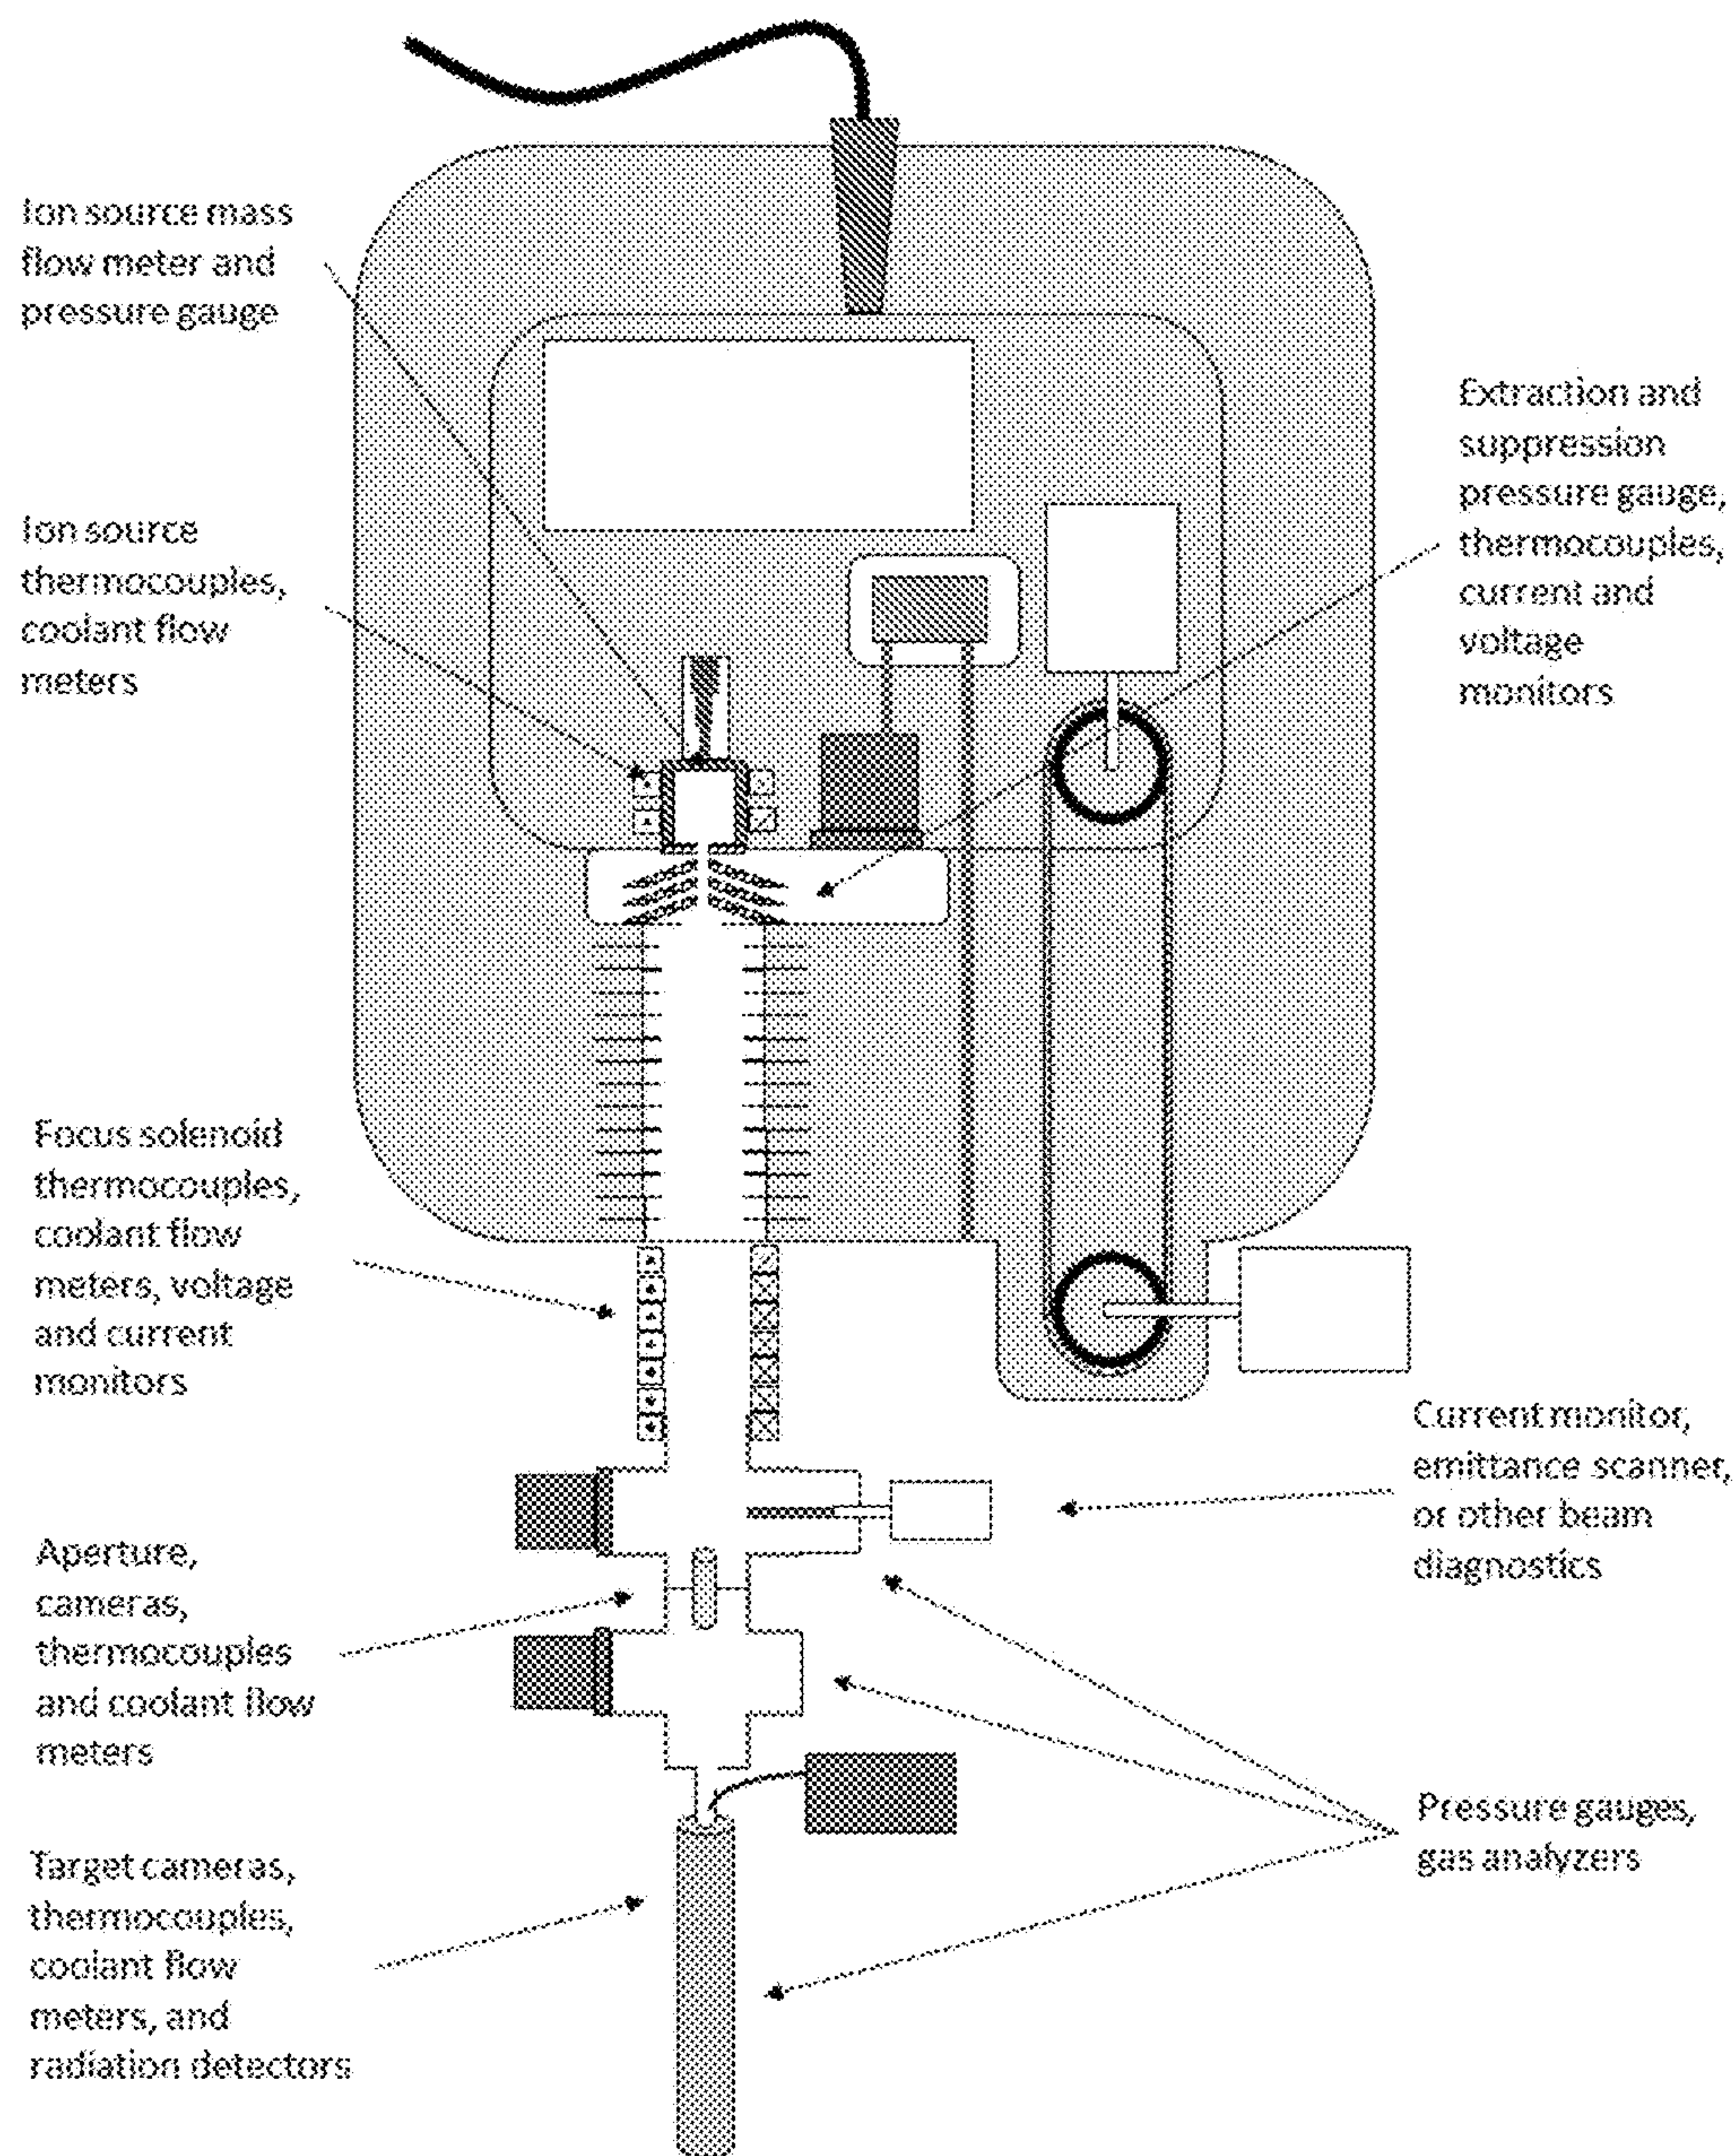 Ion source mass
flow meter and
pressure gauge
Ion source
thermocouples,
coolant flow
meters
Extraction and
suppression
pressure gauge,
thermocouples,
current and
voltage
monitors
Focus solenoid
thermocouples,
coolant flow
meters, voltage
and current
monitors
Current monitor,
emittance scanner,
or other beam
diagnostics
Aperture,
cameras,
thermocouples
and coolant flow
meters
Pressure gauges,
gas analyzers
Target cameras,
thermocouples,
coolant flow
meters, and
radiation detectors